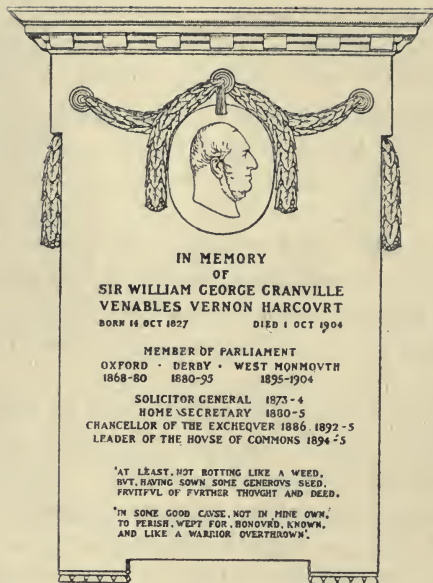 IN MEMORY
OF
SIR WILLIAM GEORGE GRANVILLE
VENABLES VERNON HARCOVRT
BORN 14 OCT 1827 DIED 1 OCT 1904
MEMBER OF PARLIAMENT
OXFORD · DERBY · WEST MONMOVTH
1868-80 1880-95 1895-1904
SOLICITOR GENERAL 1873-4
HOME SECRETARY 1880-5
CHANCELLOR OF THE EXCHEQVER 1886. 1892-5
LEADER OF THE HOVSE OF COMMONS 1894-5
'AT LEAST, NOT ROTTING LIKE A WEED,
BVT, HAVING SOWN SOME GENEROVS SEED,
FRVITFVL OF FVRTHER THOVGHT AND DEED.
'IN SOME GOOD CAVSE, NOT IN MINE OWN,
TO PERISH, WEPT FOR, HONOVR'D, KNOWN,
AND LIKE A WARRIOR OVERTHROWN'.